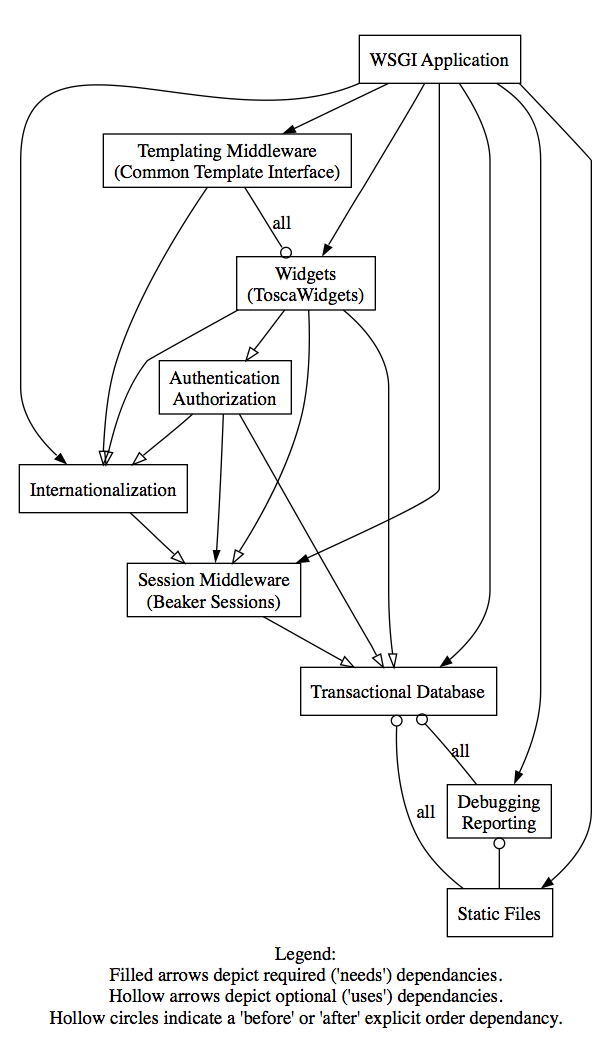 WSGI Application
Templating Middleware
(Common Template Interface)
all
Widgets
(ToscaWidgets)
Authentication
Authorization
Internationalization
Session Middleware
(Beaker Sessions)
Transactional Database
all
all
Debugging
Reporting
Static Files
Legend:
Filled arrows depict required ('needs') dependancies.
Hollow arrows depict optional ('uses') dependancies.
Hollow circles indicate a 'before' or 'after' explicit order dependancy.